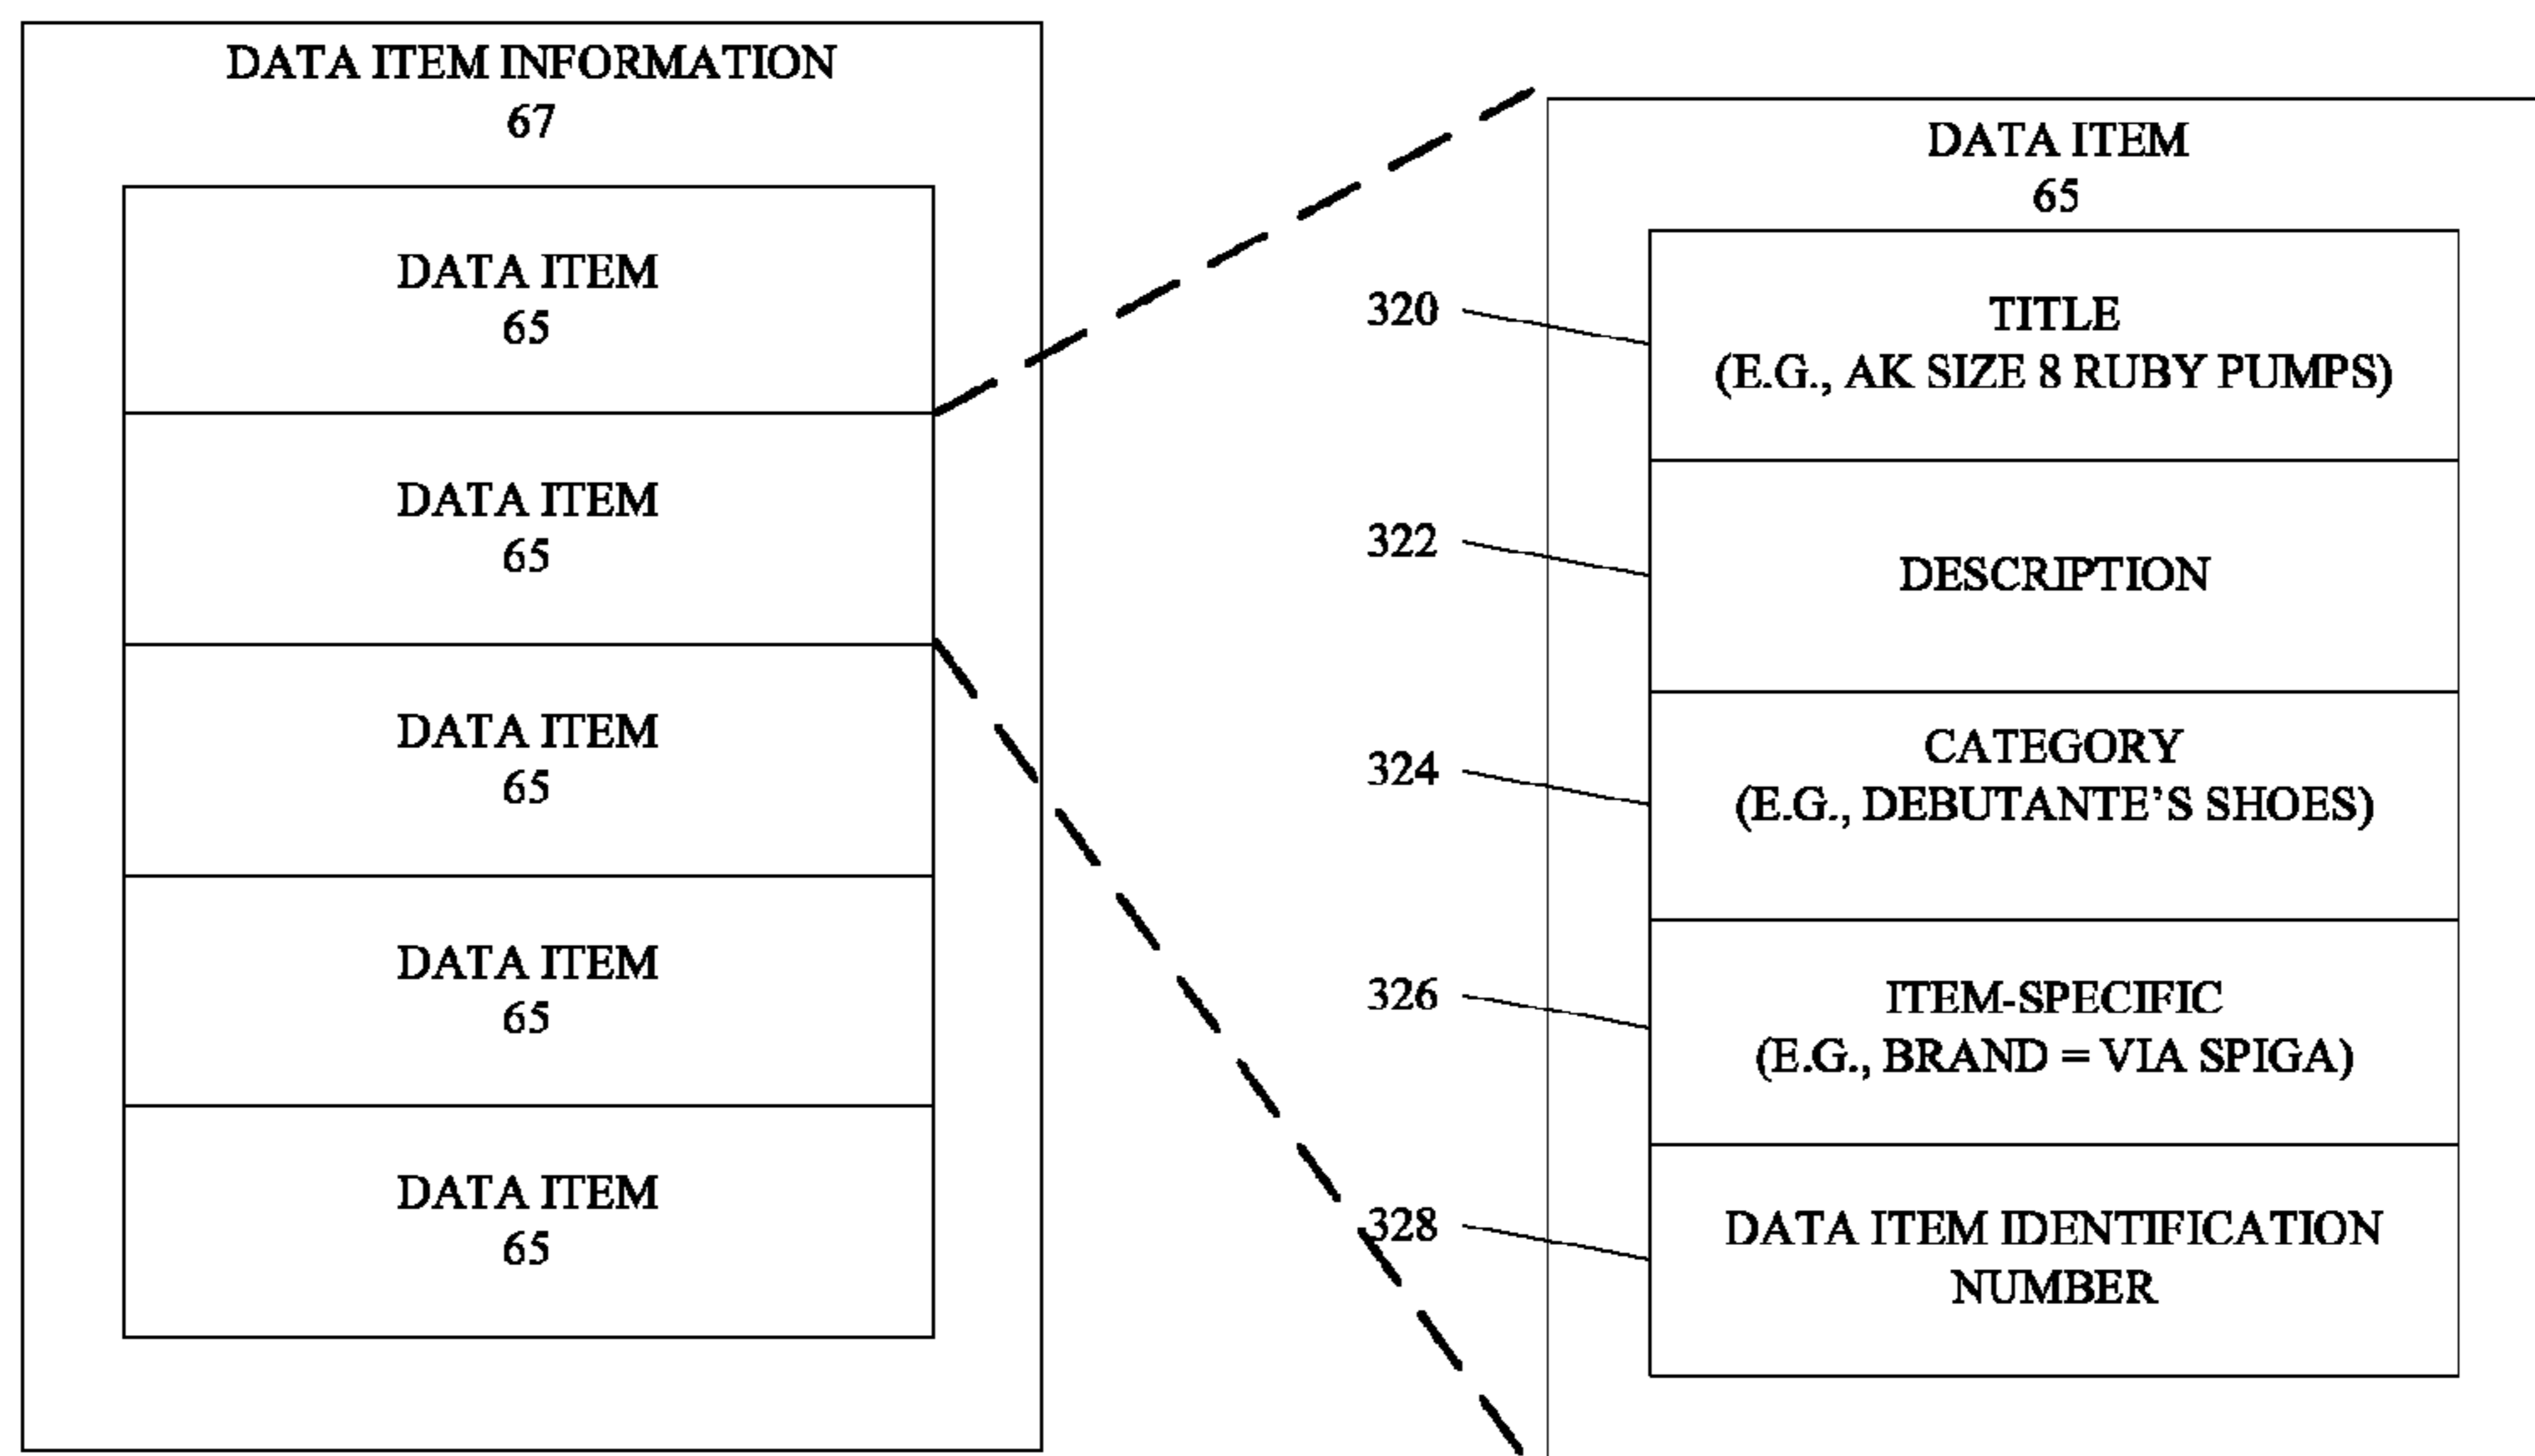 DATA ITEM INFORMATION
67
DATA ITEM
65
DATA ITEM
65
DATA ITEM
65
DATA ITEM
65
DATA ITEM
65
DATA ITEM
65
320
TITLE
(E.G., AK SIZE 8 RUBY PUMPS)
322
DESCRIPTION
324
CATEGORY
(E.G., DEBUTANTE’S SHOES)
326
ITEM-SPECIFIC
(E.G., BRAND = VIA SPIGA)
328
DATA ITEM IDENTIFICATION
NUMBER